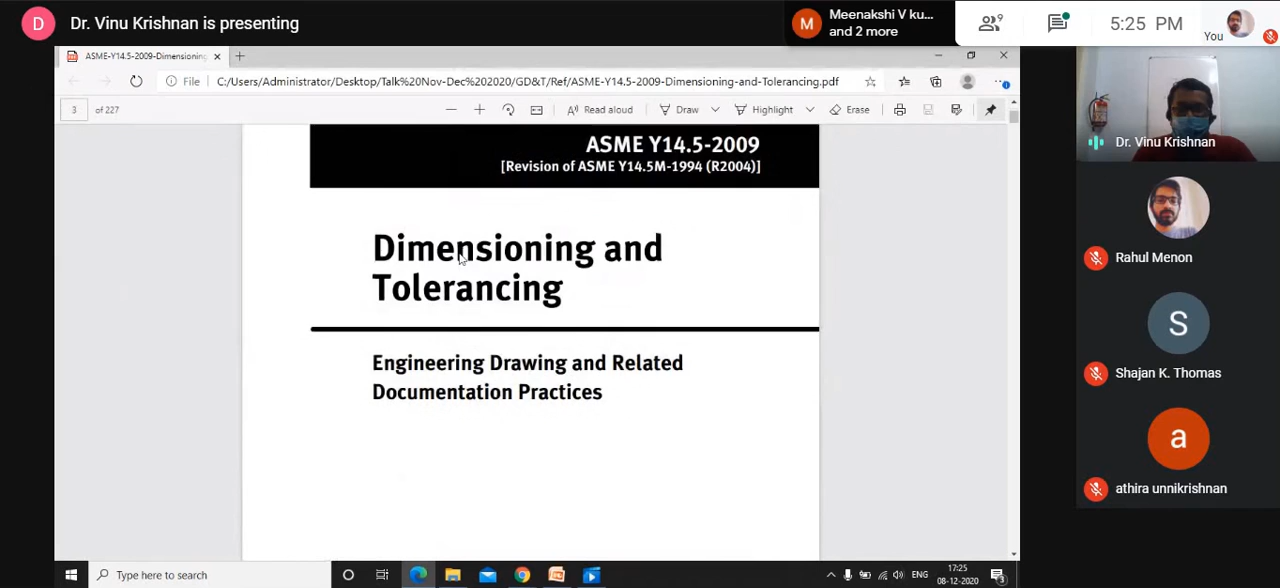 D
Dr. Vinu Krishnan is presenting
M
Meenakshi V ku...
and 2 more
9
5:25 PM
You
ASME-Y14.5-2009-Dimensioning
File
C:/Users/Administrator/Desktop/Talk%20Nov-Dec%202020/GD&T/Ref/ASME-Y14.5-2009-Dimensioning-and-Tolerancing.pdf
3 of 227
Read aloud
Draw
Highlight
Erase
ASME Y14.5-2009
[Revision of ASME Y14.5M-1994 (R2004)]
Dimensioning and
Tolerancing
Engineering Drawing and Related
Documentation Practices
Dr. Vinu Krishnan
Rahul Menon
S
Shajan K. Thomas
a
athira unnikrishnan
Type here to search
ENG
17:25
08-12-2020
3